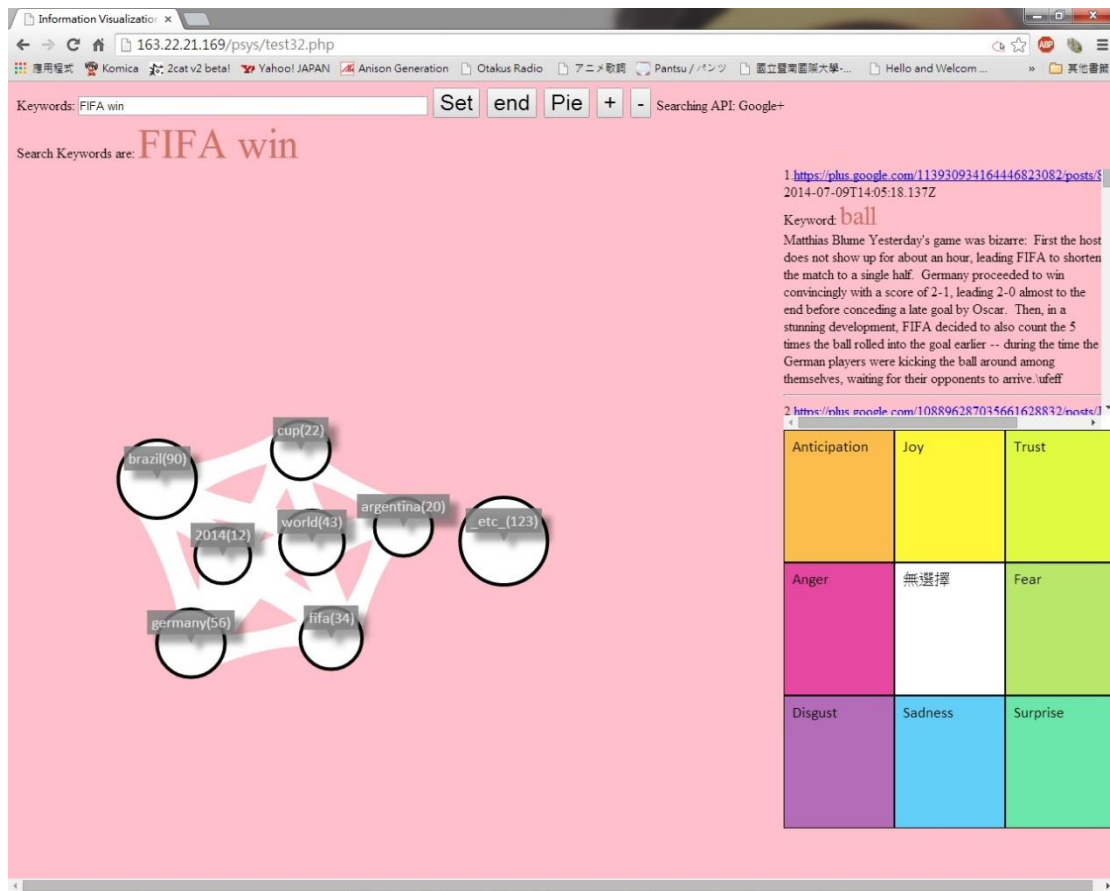 Information Visualization
163.22.21.169/psys/test32.php
應用程式 Komica 2cat v2 beta! Yahoo! JAPAN Anison Generation Otakus Radio アニメ歌詞 Pantsu / パンツ 國立暨南國際大學-... Hello and Welcom ... » 其他書籤
Keywords: FIFA win Set end Pie + - Searching API: Google+
Search Keywords are: FIFA win
1.https://plus.google.com/113930934164446823082/posts/8
2014-07-09T14:05:18.137Z
Keyword: ball
Matthias Blume Yesterday's game was bizarre: First the host
does not show up for about an hour, leading FIFA to shorten
the match to a single half. Germany proceeded to win
convincingly with a score of 2-1, leading 2-0 almost to the
end before conceding a late goal by Oscar. Then, in a
stunning development, FIFA decided to also count the 5
times the ball rolled into the goal earlier -- during the time the
German players were kicking the ball around among
themselves, waiting for their opponents to arrive.\ufeff
2.https://plus.google.com/108896287035661628832/posts/J
cup(22)
brazil(90)
argentina(20)
world(43)
_etc_(123)
2014(12)
germany(56)
fifa(34)
Anticipation Joy Trust
Anger 無選擇 Fear
Disgust Sadness Surprise